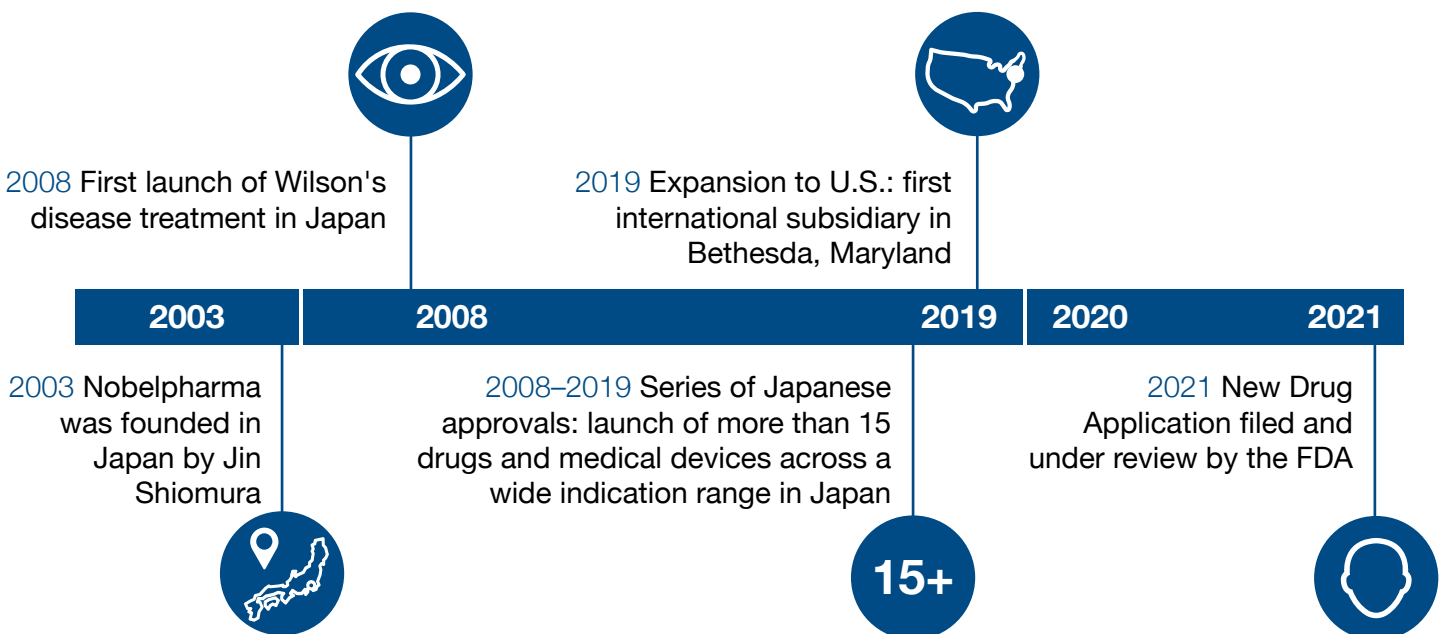 2008 First launch of Wilson's
disease treatment in Japan
2019 Expansion to U.S.: first
international subsidiary in
Bethesda, Maryland
2003
2008
2019
2020
2021
2003 Nobelpharma
was founded in
Japan by Jin
Shiomura
2008–2019 Series of Japanese
approvals: launch of more than 15
drugs and medical devices across a
wide indication range in Japan
15+
2021 New Drug
Application filed and
under review by the FDA